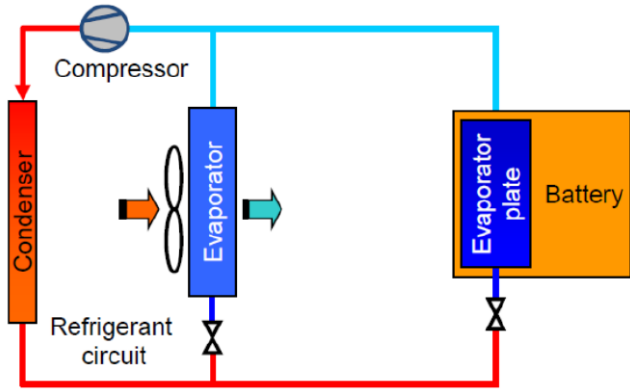 Compressor
Condenser
Evaporator
Evaporator
plate
Battery
Refrigerant
circuit